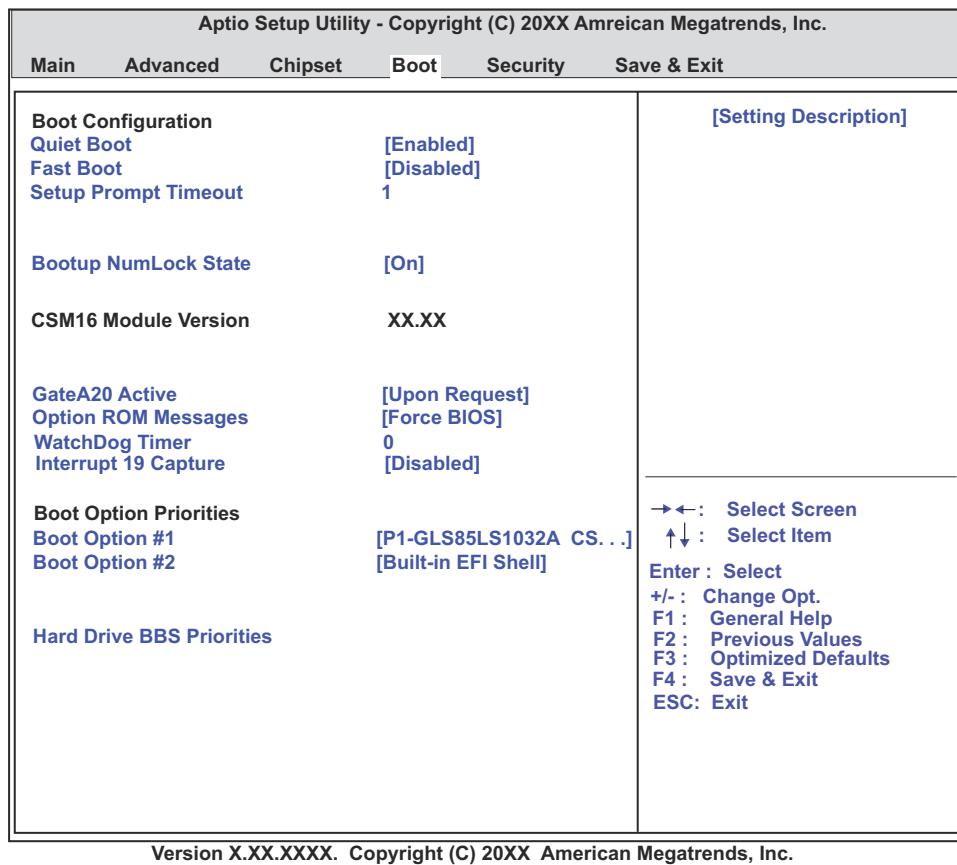 Aptio Setup Utility - Copyright (C) 20XX Amreican Megatrends, Inc.
Main Advanced Chipset Boot Security Save & Exit
Boot Configuration
Quiet Boot [Enabled]
Fast Boot [Disabled]
Setup Prompt Timeout 1
Bootup NumLock State [On]
CSM16 Module Version XX.XX
GateA20 Active [Upon Request]
Option ROM Messages [Force BIOS]
WatchDog Timer 0
Interrupt 19 Capture [Disabled]
Boot Option Priorities
Boot Option #1 [P1-GLS85LS1032A CS. . .]
Boot Option #2 [Built-in EFI Shell]
Hard Drive BBS Priorities
[Setting Description]
→←: Select Screen
↑↓ : Select Item
Enter : Select
+/- : Change Opt.
F1 : General Help
F2 : Previous Values
F3 : Optimized Defaults
F4 : Save & Exit
ESC: Exit
Version X.XX.XXXX. Copyright (C) 20XX American Megatrends, Inc.